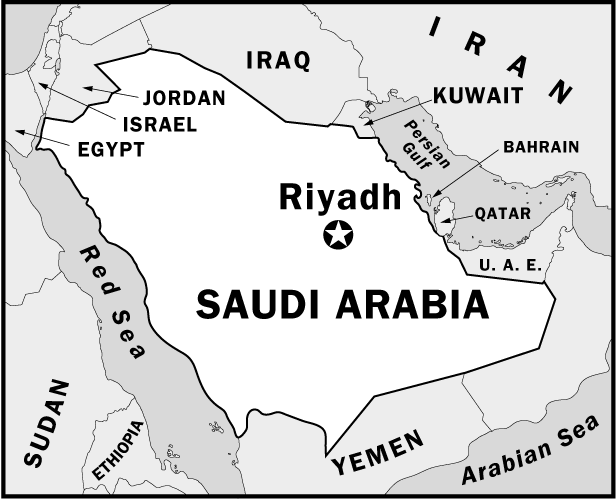 IRAN
IRAQ
JORDAN
KUWAIT
ISRAEL
EGYPT
Persian
Gulf
BAHRAIN
Riyadh
QATAR
Red Sea
U. A. E.
SAUDI ARABIA
SUDAN
ETHIOPIA
YEMEN
Arabian Sea